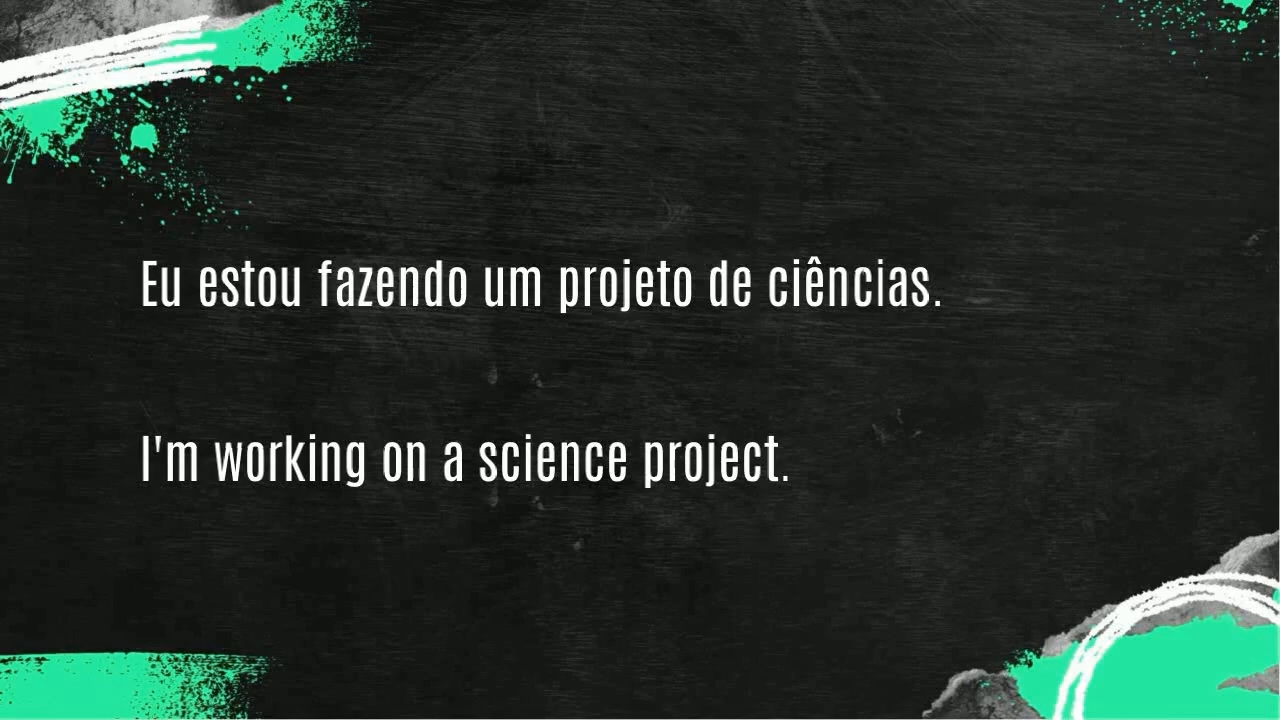 Eu estou fazendo um projeto de ciências.
I'm working on a science project.